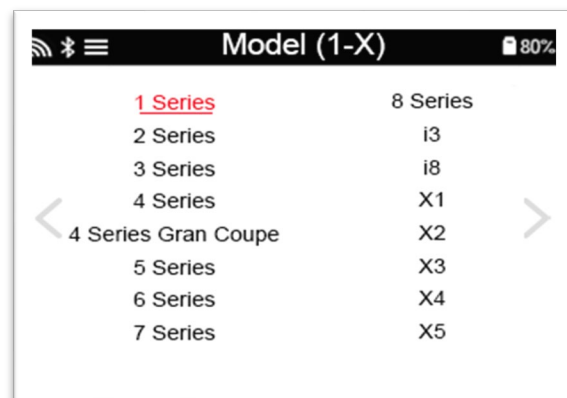 Model (1-X)
80%
1 Series
2 Series
3 Series
4 Series
4 Series Gran Coupe
5 Series
6 Series
7 Series
8 Series
i3
i8
X1
X2
X3
X4
X5